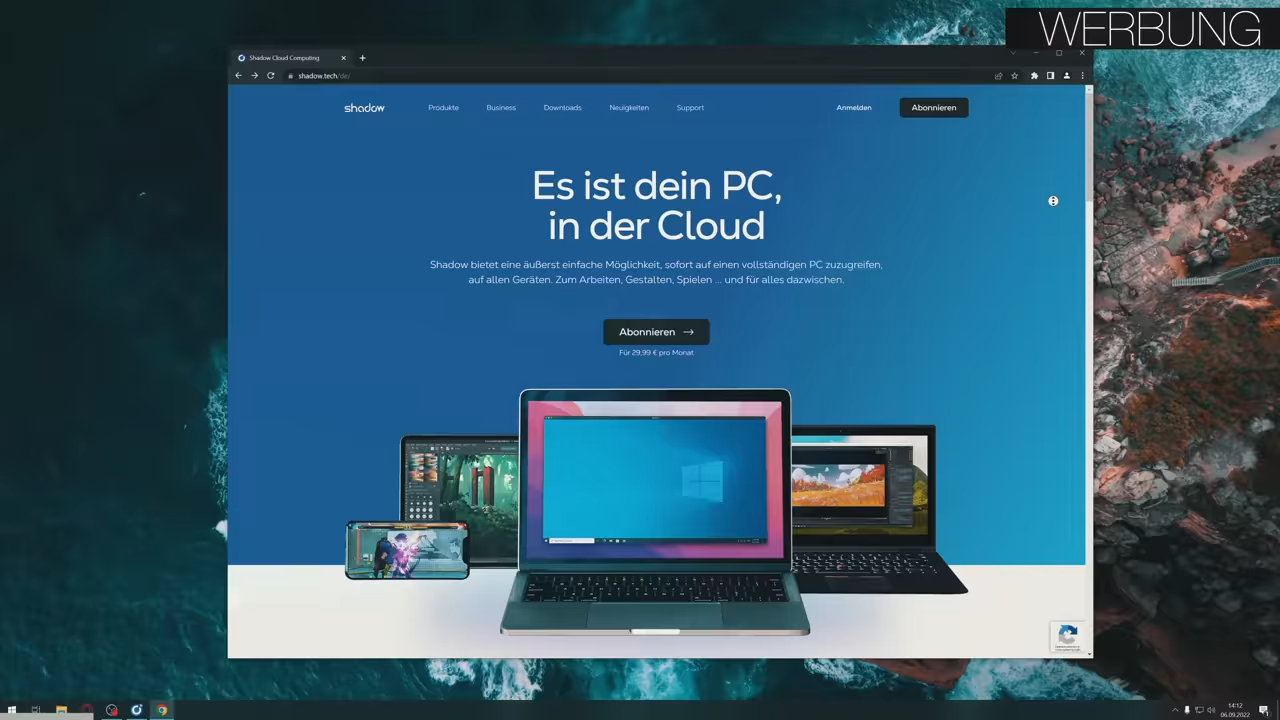 WERBUNG
Shadow Cloud Computing
shadow.tech/de/
shadow
Produkte
Business
Downloads
Neuigkeiten
Support
Anmelden
Abonnieren
Es ist dein PC,
in der Cloud
Shadow bietet eine äußerst einfache Möglichkeit, sofort auf einen vollständigen PC zuzugreifen,
auf allen Geräten. Zum Arbeiten, Gestalten, Spielen ... und für alles dazwischen.
Abonnieren
Für 29,99 € pro Monat
14:12
06.09.2022